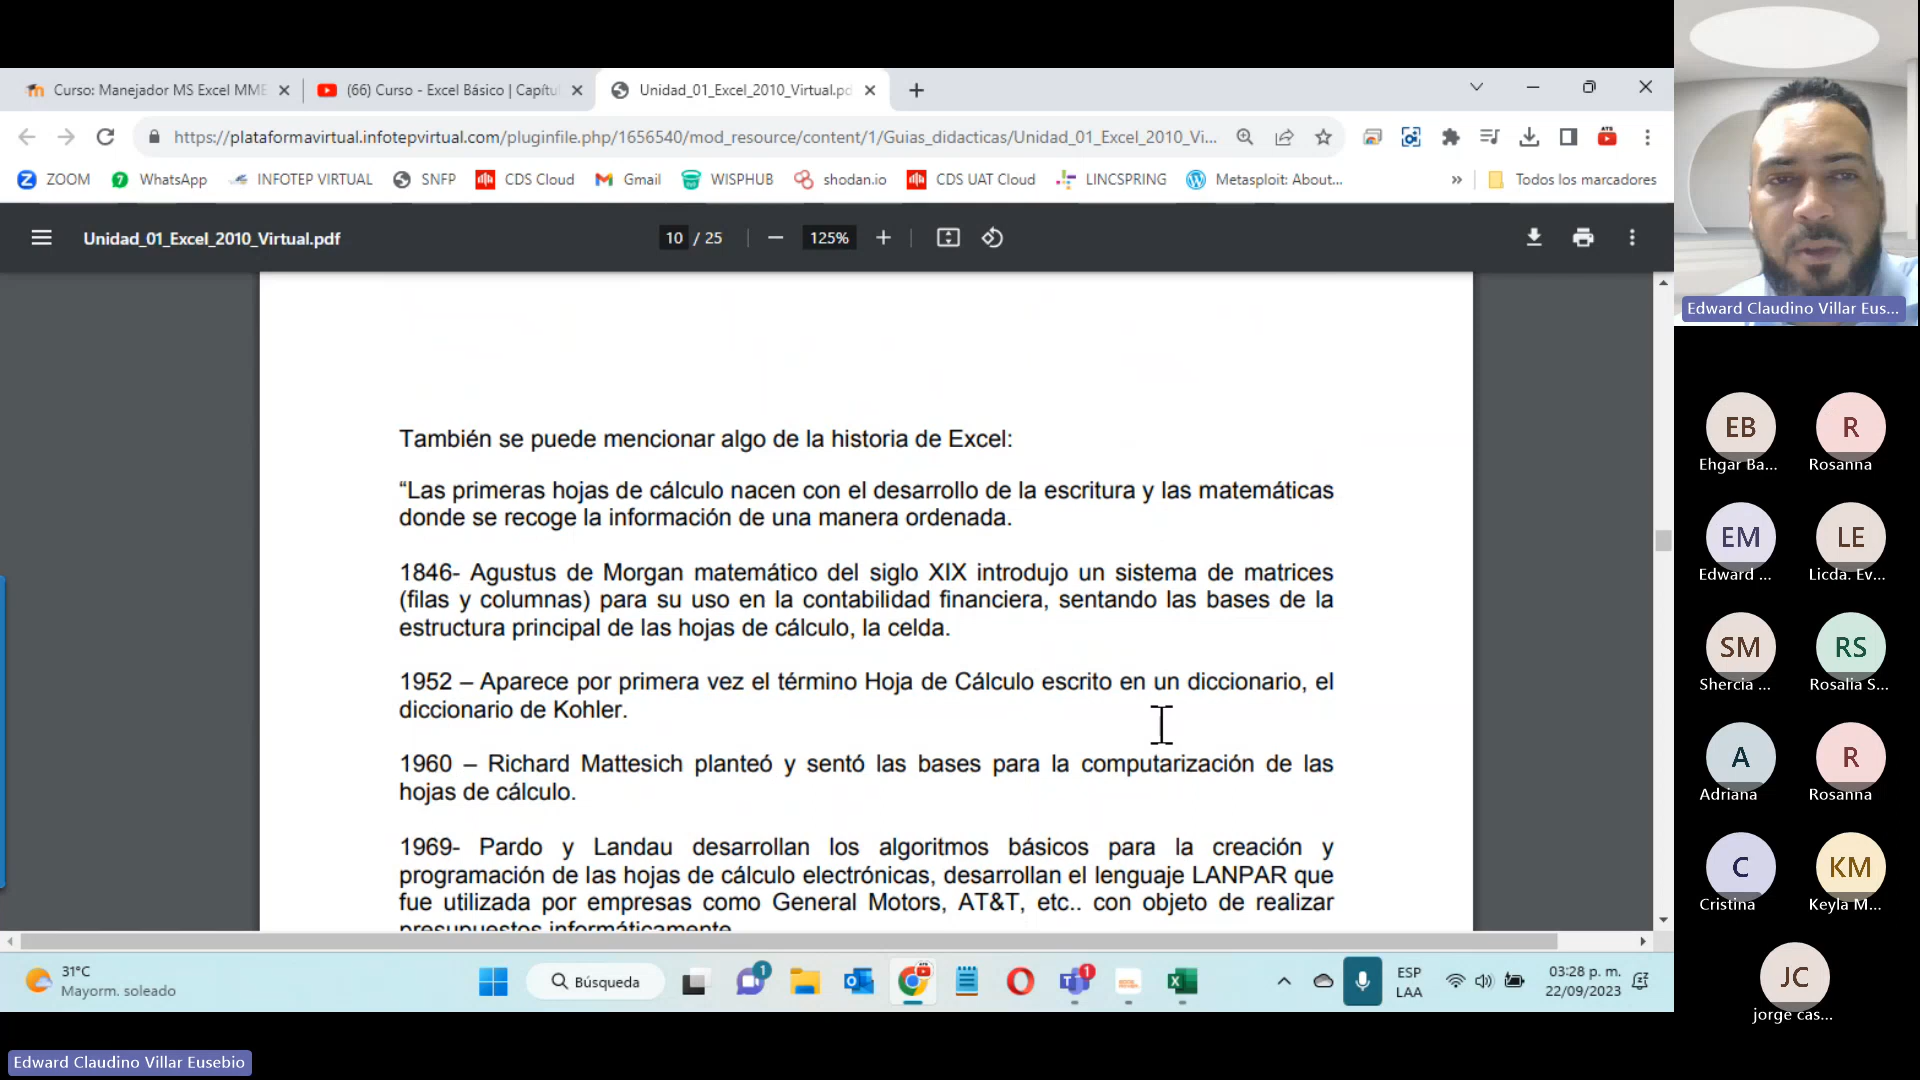 Curso: Manejador MS Excel MME
(66) Curso - Excel Básico | Capítu
Unidad_01_Excel_2010_Virtual.pd
https://plataformavirtual.infotepvirtual.com/pluginfile.php/1656540/mod_resource/content/1/Guias_didacticas/Unidad_01_Excel_2010_Vi...
ZOOM
WhatsApp
INFOTEP VIRTUAL
SNFP
CDS Cloud
Gmail
WISPHUB
shodan.io
CDS UAT Cloud
LINCSPRING
Metasploit: About...
»
Todos los marcadores
Unidad_01_Excel_2010_Virtual.pdf
10 / 25
125%
También se puede mencionar algo de la historia de Excel:
“Las primeras hojas de cálculo nacen con el desarrollo de la escritura y las matemáticas
donde se recoge la información de una manera ordenada.
1846- Agustus de Morgan matemático del siglo XIX introdujo un sistema de matrices
(filas y columnas) para su uso en la contabilidad financiera, sentando las bases de la
estructura principal de las hojas de cálculo, la celda.
1952 – Aparece por primera vez el término Hoja de Cálculo escrito en un diccionario, el
diccionario de Kohler.
1960 – Richard Mattesich planteó y sentó las bases para la computarización de las
hojas de cálculo.
1969- Pardo y Landau desarrollan los algoritmos básicos para la creación y
programación de las hojas de cálculo electrónicas, desarrollan el lenguaje LANPAR que
fue utilizada por empresas como General Motors, AT&T, etc.. con objeto de realizar
presupuestos informáticamente
31°C
Mayorm. soleado
Búsqueda
1
1
ESP
LAA
03:28 p. m.
22/09/2023
Edward Claudino Villar Eusebio
Edward Claudino Villar Eus...
EB
Ehgar Ba...
R
Rosanna
EM
Edward ...
LE
Licda. Ev...
SM
Shercia ...
RS
Rosalia S...
A
Adriana
R
Rosanna
C
Cristina
KM
Keyla M...
JC
jorge cas...